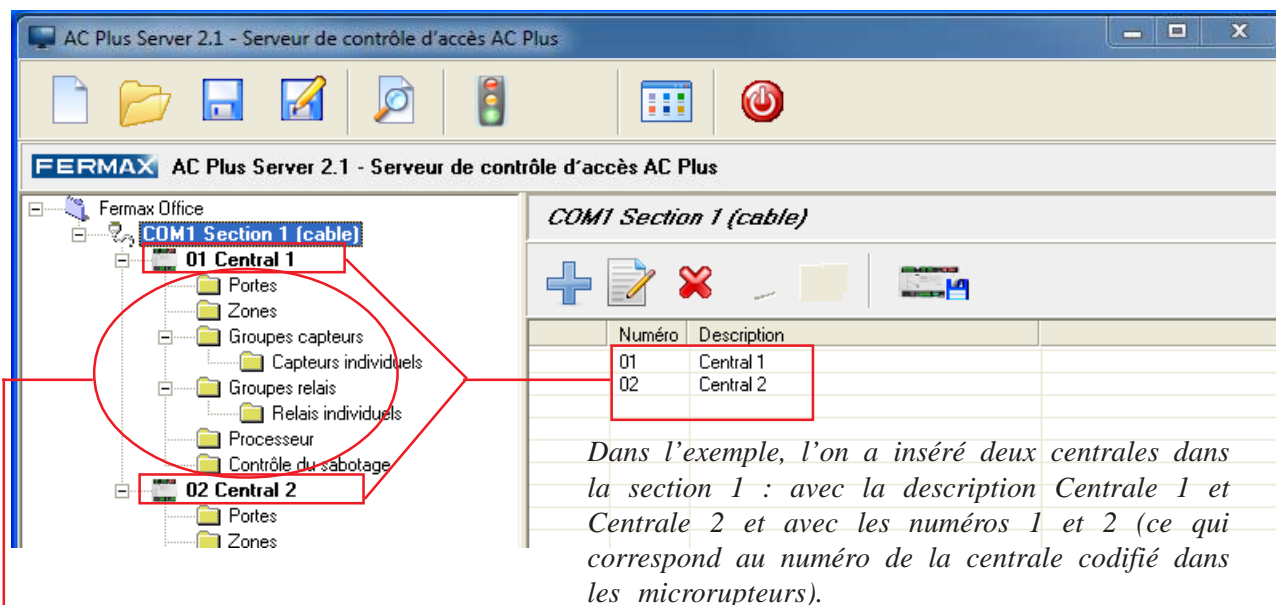 AC Plus Server 2.1 - Serveur de contrôle d'accès AC Plus
FERMAX AC Plus Server 2.1 - Serveur de contrôle d´accès AC Plus
Fermax Office
COM1 Section 1 (cable)
01 Central 1
Portes
Zones
Groupes capteurs
Capteurs individuels
Groupes relais
Relais individuels
Processeur
Contrôle du sabotage
02 Central 2
Portes
Zones
COM1 Section 1 (cable)
Numéro Description
01 Central 1
02 Central 2
Dans l’exemple, l’on a inséré deux centrales dans
la section 1 : avec la description Centrale 1 et
Centrale 2 et avec les numéros 1 et 2 (ce qui
correspond au numéro de la centrale codifié dans
les microrupteurs).